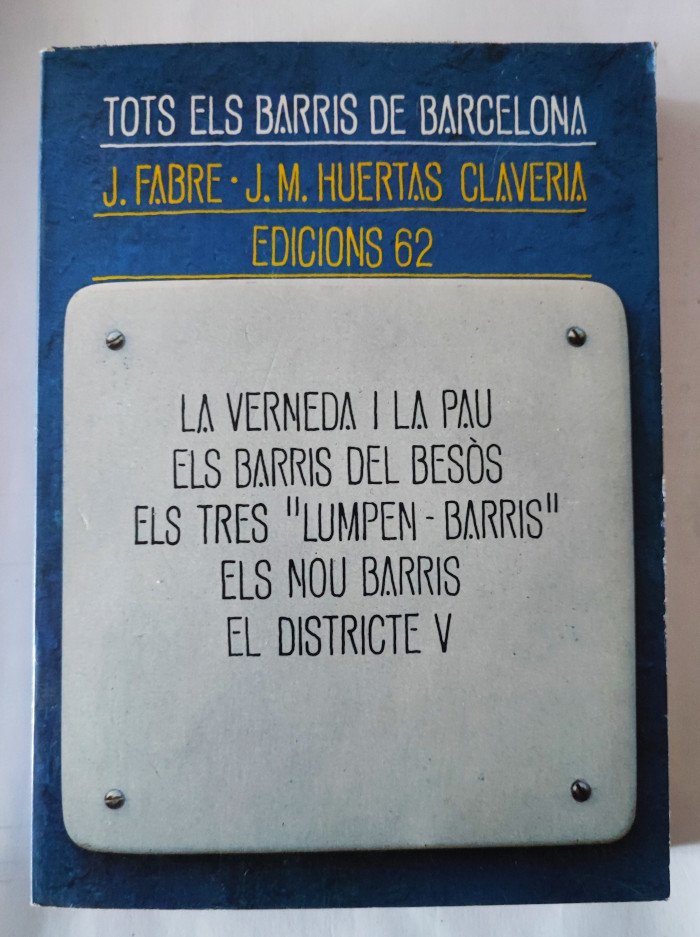 TOTS ELS BARRIS DE BARCELONA
J. FABRE · J. M. HUERTAS CLAVERIA
EDICIONS 62
LA VERNEDA I LA PAU
ELS BARRIS DEL BESÒS
ELS TRES "LUMPEN - BARRIS"
ELS NOU BARRIS
EL DISTRICTE V